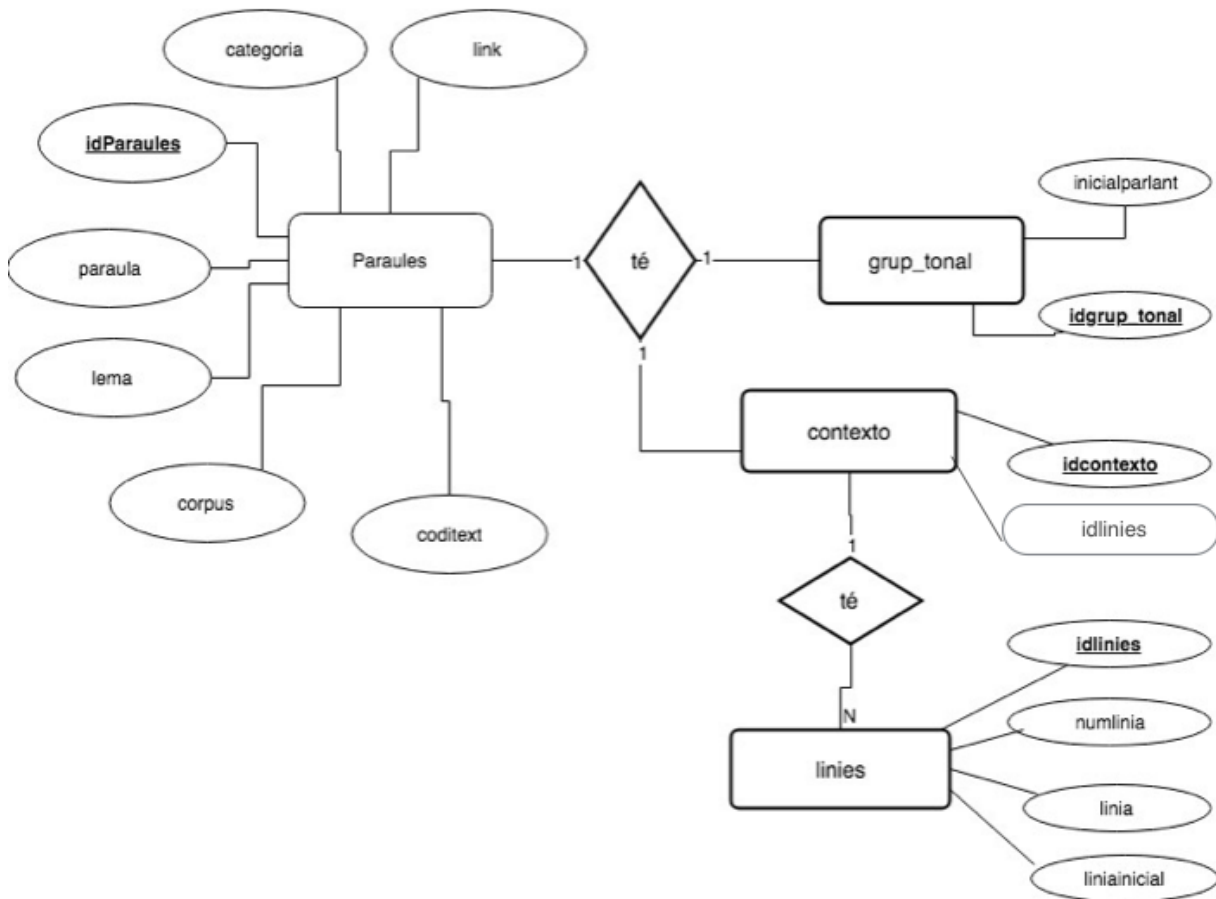 categoria
link
idParaules
inicialparlant
Paraules
té
grup_tonal
paraula
1
1
idgrup_tonal
lema
1
contexto
idcontexto
corpus
coditext
idlinies
1
té
idlinies
N
numlinia
linies
linia
liniainicial